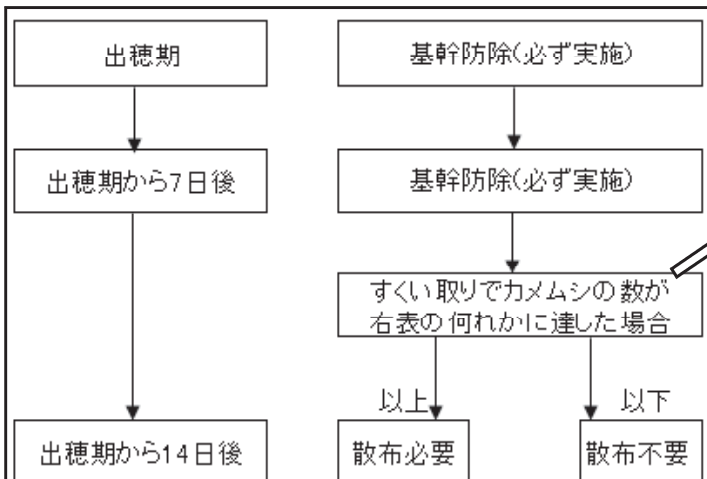 出穂期
基幹防除(必ず実施)
出穂期から7日後
基幹防除(必ず実施)
すくい取りでカメムシの数が
右表の何れかに達した場合
以上
以下
出穂期から14日後
散布必要
散布不要